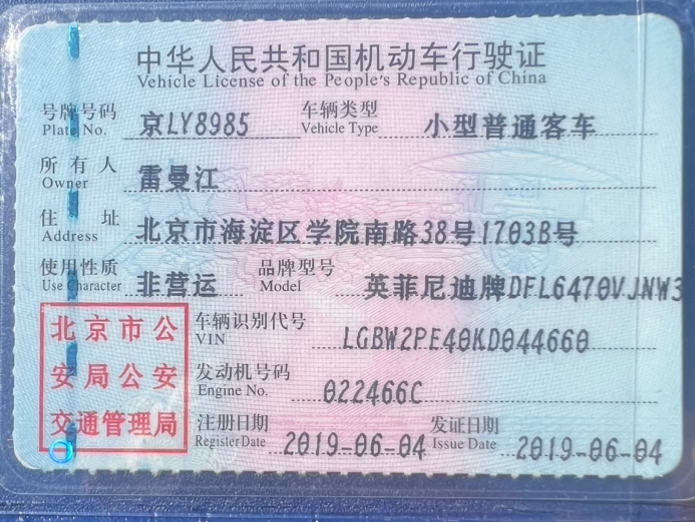 中华人民共和国机动车行驶证
Vehicle License of the People's Republic of China
号牌号码 京LY8985 车辆类型 小型普通客车
Plate No. Vehicle Type
所有人 雷曼江
Owner
住址 北京市海淀区学院南路38号1703B号
Address
使用性质 非营运 品牌型号 英菲尼迪牌DFL6470VJNW3
Use Character Model
北京市公
安局公安
交通管理局
车辆识别代号 LGBW2PE40KD044660
VIN
发动机号码 022466C
Engine No.
注册日期 2019-06-04 发证日期 2019-06-04
Register Date Issue Date